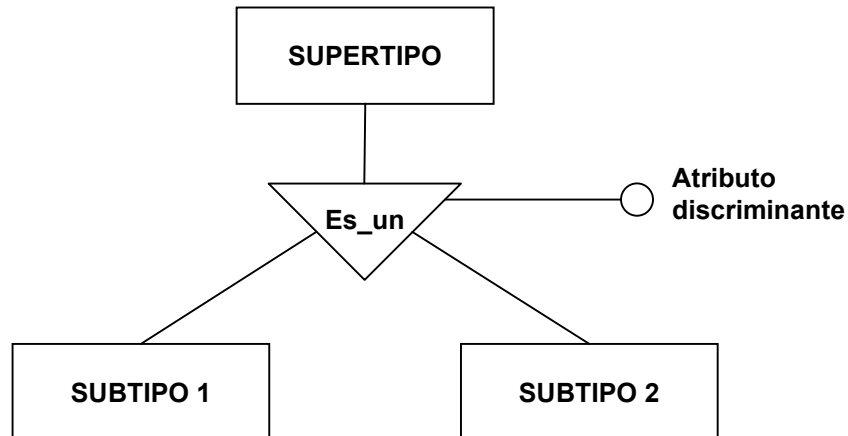 SUPERTIPO
Es_un
Atributo
discriminante
SUBTIPO 1
SUBTIPO 2